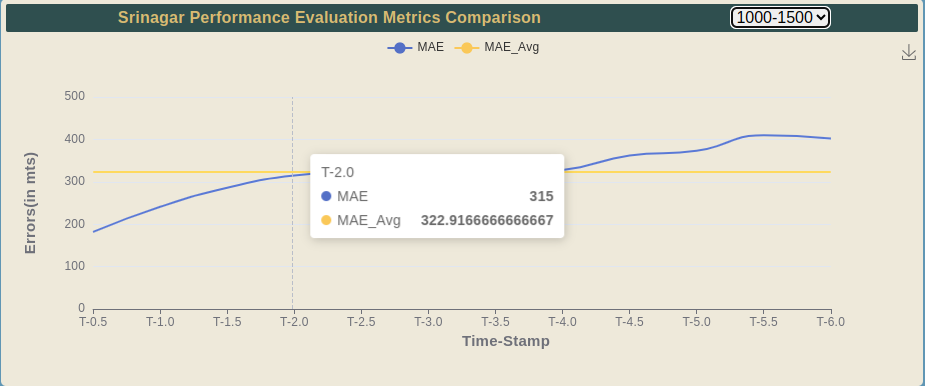 Srinagar Performance Evaluation Metrics Comparison
1000-1500
MAE MAE_Avg
500
400
300
200
100
0
Errors(in mts)
T-2.0
MAE 315
MAE_Avg 322.9166666666667
T-0.5 T-1.0 T-1.5 T-2.0 T-2.5 T-3.0 T-3.5 T-4.0 T-4.5 T-5.0 T-5.5 T-6.0
Time-Stamp